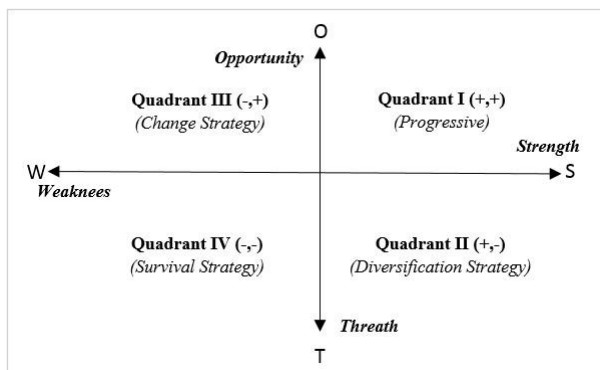 O
Opportunity
Quadrant III (-,+)
(Change Strategy)
Quadrant I (+,+)
(Progressive)
Strength
W
S
Weaknees
Quadrant IV (-,-)
(Survival Strategy)
Quadrant II (+,-)
(Diversification Strategy)
Threath
T